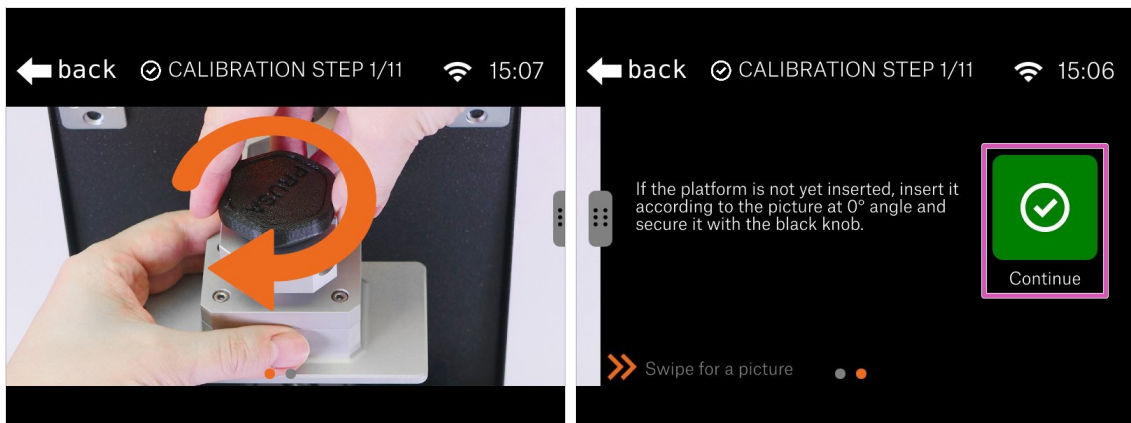 back CALIBRATION STEP 1/11 15:07
PRUSA
back CALIBRATION STEP 1/11 15:06
If the platform is not yet inserted, insert it
according to the picture at 0° angle and
secure it with the black knob.
Continue
Swipe for a picture